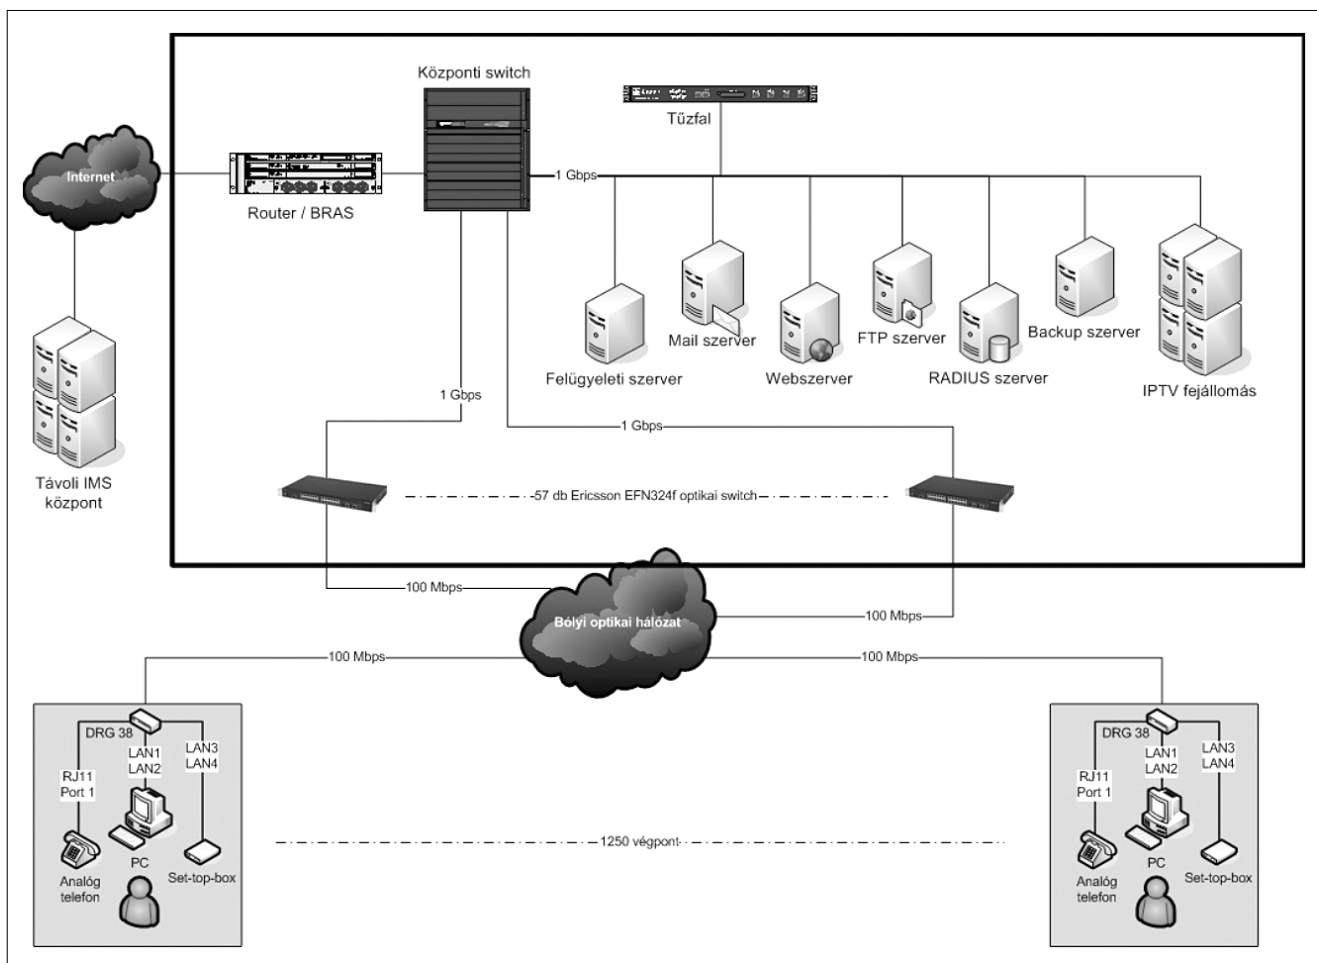 Központi switch
Tűzfal
Internet
1 Gbps
Router / BRAS
Mail szerver
FTP szerver
Backup szerver
Felügyeleti szerver
Webszerver
RADIUS szerver
IPTV fejállomás
1 Gbps
1 Gbps
Távoli IMS
központ
57 db Ericsson EFN324f optikai switch
100 Mbps
100 Mbps
Bólyi optikai hálózat
100 Mbps
100 Mbps
DRG 38
LAN1
LAN2
LAN3
LAN4
RJ11
Port 1
PC
Analóg
telefon
Set-top-box
1250 végpont
DRG 38
LAN1
LAN2
LAN3
LAN4
RJ11
Port 1
PC
Analóg
telefon
Set-top-box